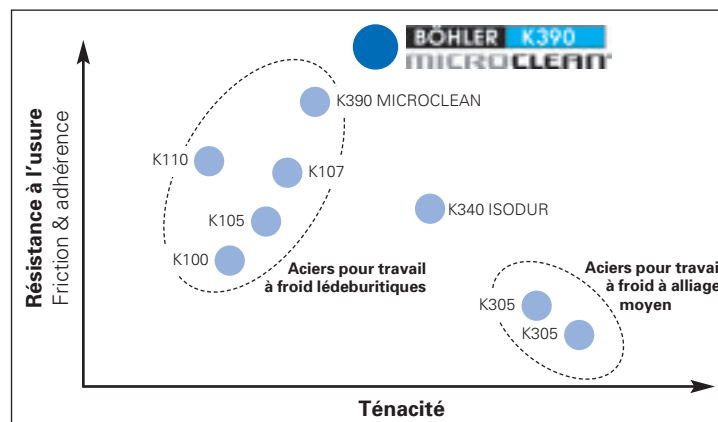 BÖHLER K390
MICROCLEAN®
K390 MICROCLEAN
K110
K107
K340 ISODUR
K105
K100
Aciers pour travail
à froid lédeburitiques
Aciers pour travail
à froid à alliage
moyen
K305
K305
Résistance à l'usure
Friction & adhérence
Ténacité